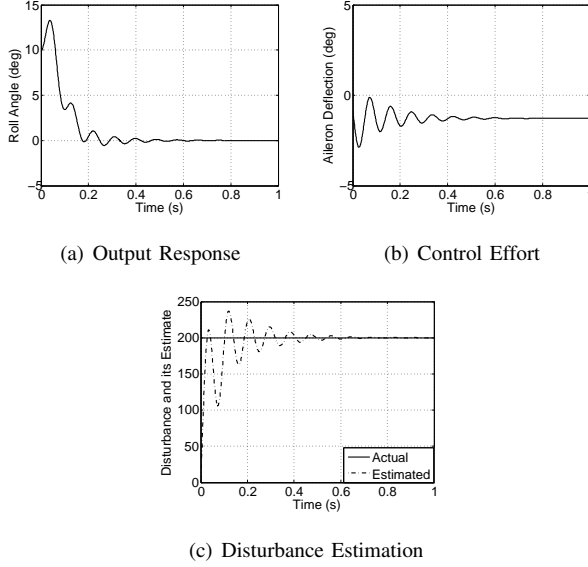 15
10
5
0
−5
Roll Angle (deg)
0 0.2 0.4 0.6 0.8 1
Time (s)
(a) Output Response
5
0
−5
Aileron Deflection (deg)
0 0.2 0.4 0.6 0.8
Time (s)
(b) Control Effort
250
200
150
100
50
0
Disturbance and its Estimate
Actual
Estimated
0 0.2 0.4 0.6 0.8 1
Time (s)
(c) Disturbance Estimation